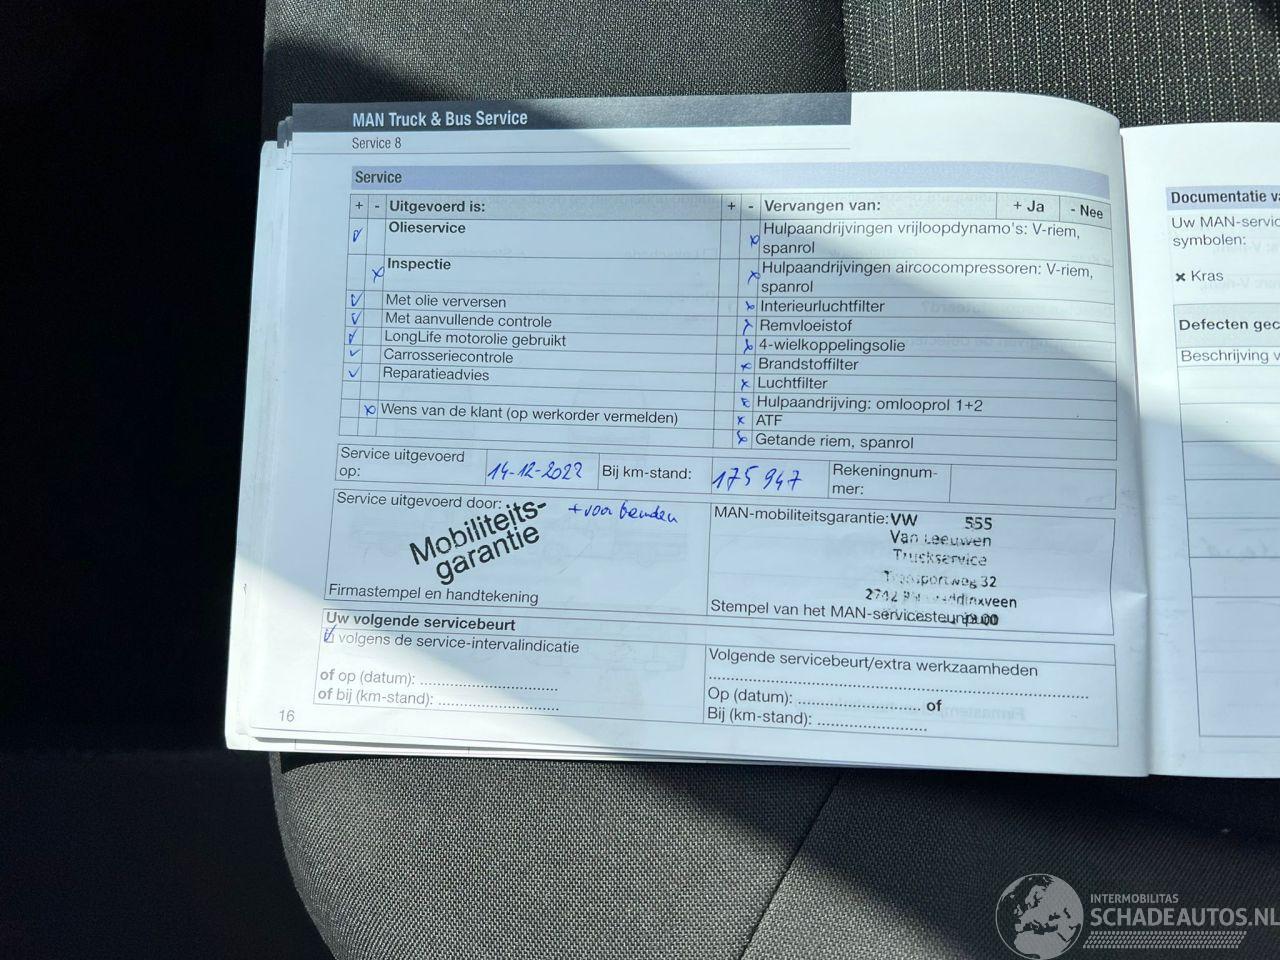 MAN Truck & Bus Service
Service 8
Service
+ - Uitgevoerd is:
Olieservice
Inspectie
Met olie verversen
Met aanvullende controle
LongLife motorolie gebruikt
Carrosseriecontrole
Reparatieadvies
Wens van de klant (op werkorder vermelden)
+ - Vervangen van: + Ja - Nee
Hulpaandrijvingen vrijloopdynamo's: V-riem,
spanrol
Hulpaandrijvingen aircocompressoren: V-riem,
spanrol
Interieurluchtfilter
Remvloeistof
4-wielkoppelingsolie
Brandstoffilter
Luchtfilter
Hulpaandrijving: omlooprol 1+2
ATF
Getande riem, spanrol
Service uitgevoerd
op:
14-12-2022
Bij km-stand:
175 947
Rekeningnum-
mer:
Service uitgevoerd door:
Mobiliteits-
garantie
Firmastempel en handtekening
MAN-mobiliteitsgarantie: VW 555
Van Leeuwen
Truckservice
Transportweg 32
2742
Stempel van het MAN-servicesteunpunt
Uw volgende servicebeurt
volgens de service-intervalindicatie
of op (datum):
of bij (km-stand):
Volgende servicebeurt/extra werkzaamheden
Op (datum): of
Bij (km-stand):
16
Documentatie
Uw MAN-servic
symbolen:
× Kras
Defecten gec
Beschrijving v
INTERMOBILITAS
SCHADEAUTOS.NL